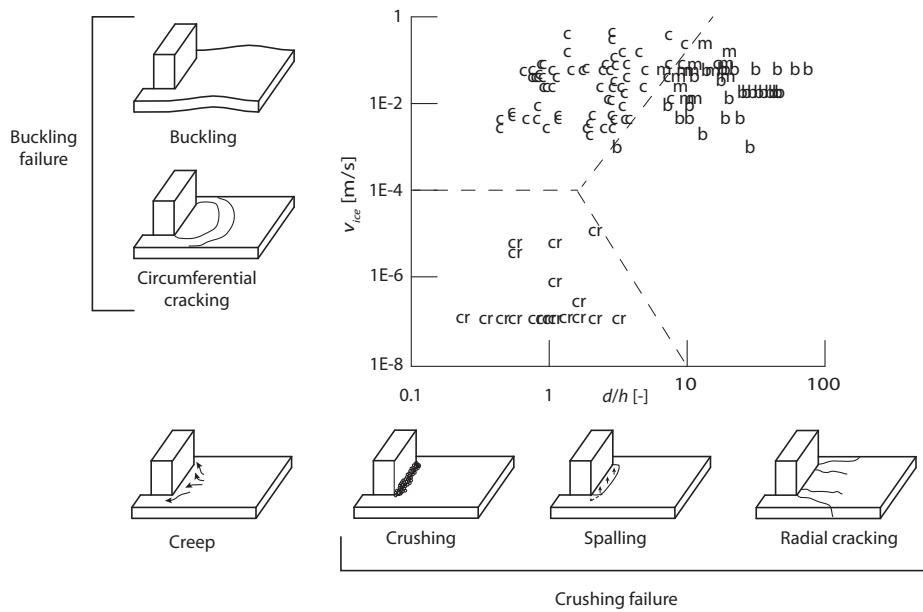 Buckling
Buckling failure
Circumferential
cracking
v_ice [m/s]
1
1E-2
1E-4
1E-6
1E-8
c
m
b
cr
0.1
1
10
100
d/h [-]
Creep
Crushing
Spalling
Radial cracking
Crushing failure